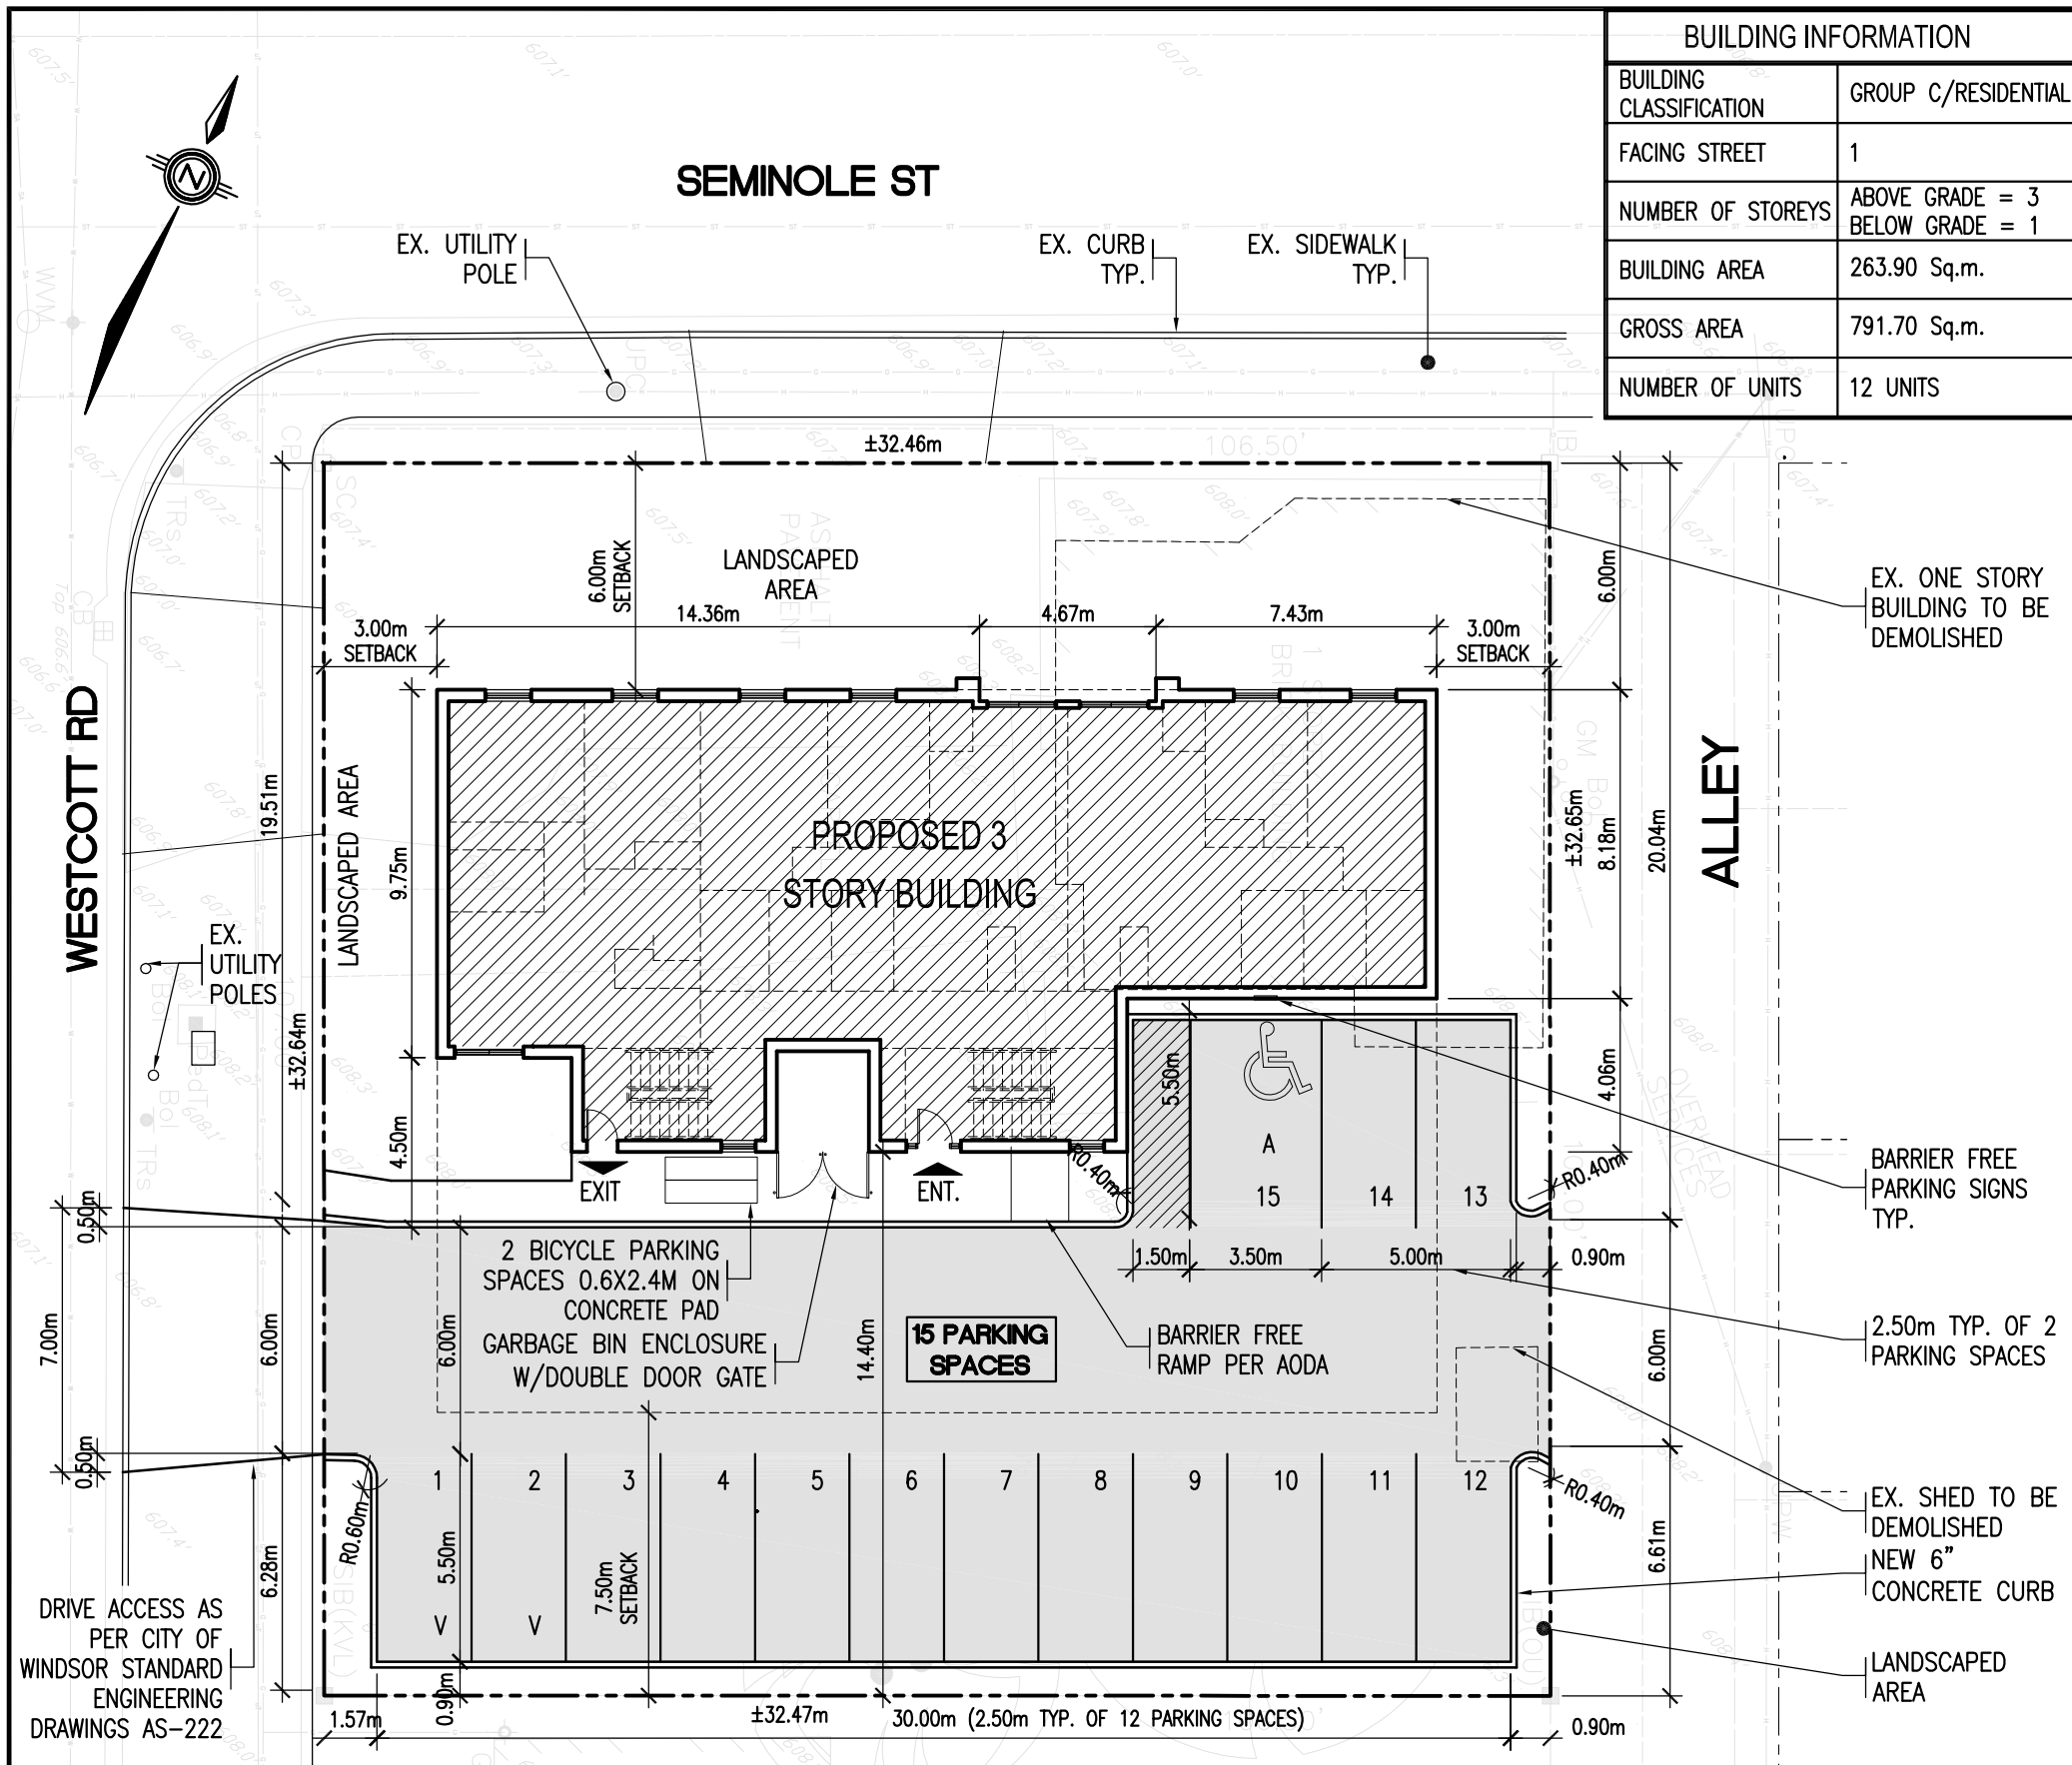 BUILDING INFORMATION
BUILDING CLASSIFICATION GROUP C/RESIDENTIAL
FACING STREET 1
NUMBER OF STOREYS ABOVE GRADE = 3
BELOW GRADE = 1
BUILDING AREA 263.90 Sq.m.
GROSS AREA 791.70 Sq.m.
NUMBER OF UNITS 12 UNITS
N
SEMINOLE ST
EX. UTILITY
POLE
EX. CURB
TYP.
EX. SIDEWALK
TYP.
±32.46m
106.50'
6.00m
SETBACK
LANDSCAPED
AREA
14.36m
4.67m
7.43m
3.00m
SETBACK
3.00m
SETBACK
6.00m
EX. ONE STORY
BUILDING TO BE
DEMOLISHED
WESTCOTT RD
19.51m
LANDSCAPED AREA
9.75m
PROPOSED 3
STORY BUILDING
±32.65m
8.18m
20.04m
ALLEY
EX.
UTILITY
POLES
±32.64m
4.50m
5.50m
4.06m
OVERHEAD
SERVICES
EXIT
ENT.
R0.40m
A
15
14
13
R0.40m
BARRIER FREE
PARKING SIGNS
TYP.
0.50m
7.00m
6.00m
6.00m
2 BICYCLE PARKING
SPACES 0.6X2.4M ON
CONCRETE PAD
GARBAGE BIN ENCLOSURE
W/DOUBLE DOOR GATE
14.40m
15 PARKING
SPACES
BARRIER FREE
RAMP PER AODA
1.50m
3.50m
5.00m
0.90m
2.50m TYP. OF 2
PARKING SPACES
6.00m
0.50m
1
2
3
4
5
6
7
8
9
10
11
12
R0.60m
R0.40m
EX. SHED TO BE
DEMOLISHED
NEW 6"
CONCRETE CURB
6.28m
5.50m
7.50m
SETBACK
V
V
6.61m
DRIVE ACCESS AS
PER CITY OF
WINDSOR STANDARD
ENGINEERING
DRAWINGS AS-222
LANDSCAPED
AREA
1.57m
0.90m
±32.47m
30.00m (2.50m TYP. OF 12 PARKING SPACES)
0.90m